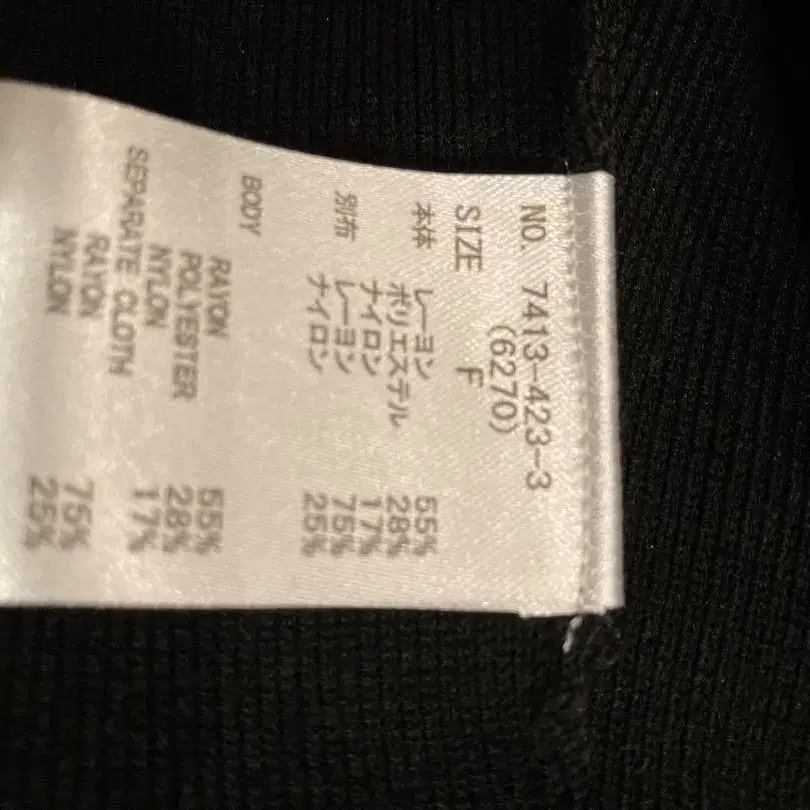 NO. 7413-423-3
(6270)
SIZE F
本体 レーヨン 55%
ポリエステル 28%
ナイロン 17%
別布 レーヨン 75%
ナイロン 25%
BODY
RAYON 55%
POLYESTER 28%
NYLON 17%
SEPARATE CLOTH
RAYON 75%
NYLON 25%